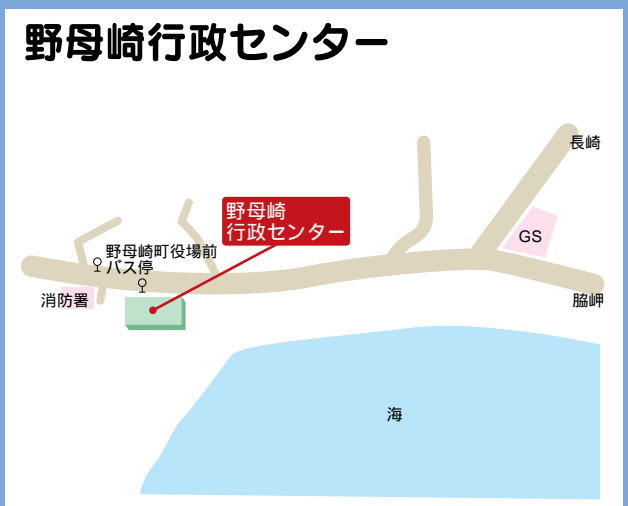 野母崎行政センター
長崎
野母崎
行政センター
GS
野母崎町役場前
バス停
消防署
脇岬
海